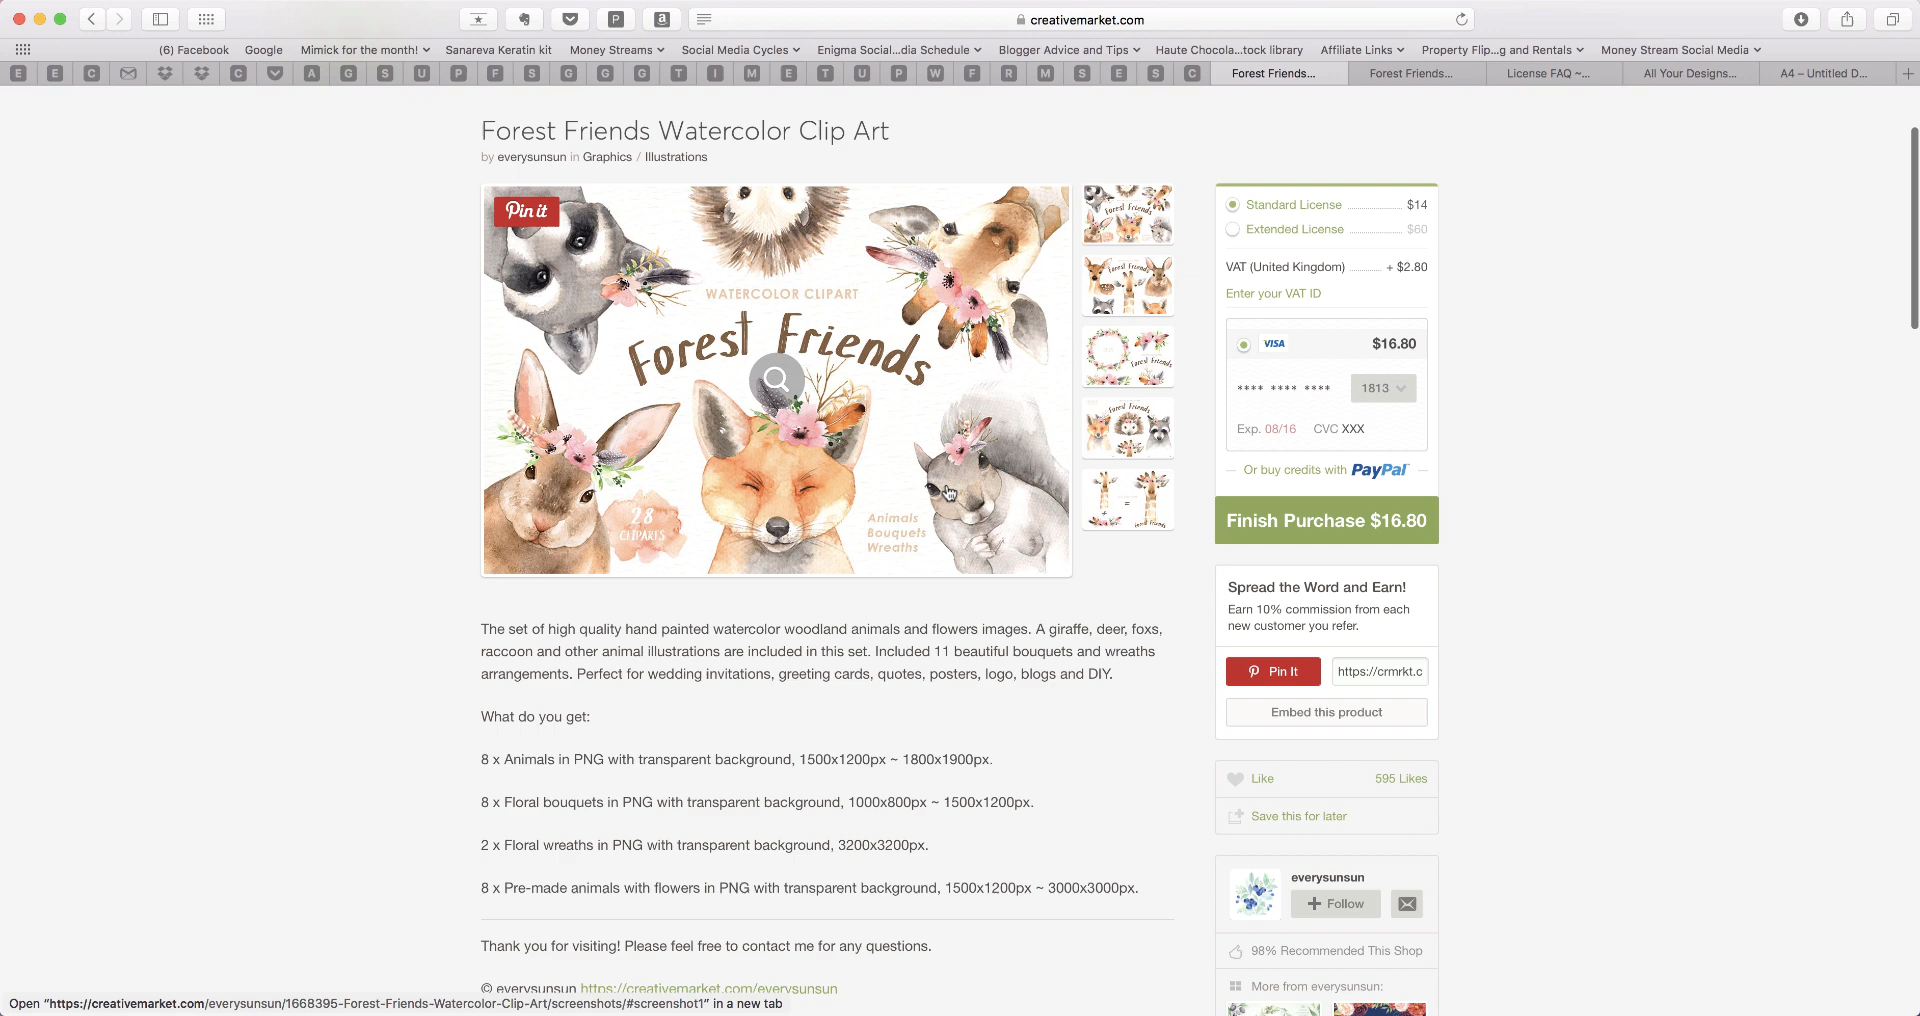 creativemarket.com
(6) Facebook Google Mimick for the month! Sanareva Keratin kit Money Streams Social Media Cycles Enigma Social...dia Schedule Blogger Advice and Tips Haute Chocola...tock library Affiliate Links Property Flip...g and Rentals Money Stream Social Media
E E C C A G S U P F S G G G T I M E T U P W F R M S E S C Forest Friends... Forest Friends... License FAQ ~... All Your Designs... A4 – Untitled D...
Forest Friends Watercolor Clip Art
by everysunsun in Graphics / Illustrations
Pin it
WATERCOLOR CLIPART
Forest Friends
28
CLIPARTS
Animals
Bouquets
Wreaths
Forest Friends
Forest Friends
Forest Friends
Forest Friends
Forest Friends
Standard License $14
Extended License $60
VAT (United Kingdom) + $2.80
Enter your VAT ID
VISA $16.80
**** **** **** 1813
Exp. 08/16 CVC XXX
Or buy credits with PayPal
Finish Purchase $16.80
Spread the Word and Earn!
Earn 10% commission from each
new customer you refer.
Pin It https://crmrkt.c
Embed this product
Like 595 Likes
Save this for later
everysunsun
+ Follow
98% Recommended This Shop
More from everysunsun:
The set of high quality hand painted watercolor woodland animals and flowers images. A giraffe, deer, foxs,
raccoon and other animal illustrations are included in this set. Included 11 beautiful bouquets and wreaths
arrangements. Perfect for wedding invitations, greeting cards, quotes, posters, logo, blogs and DIY.
What do you get:
8 x Animals in PNG with transparent background, 1500x1200px ~ 1800x1900px.
8 x Floral bouquets in PNG with transparent background, 1000x800px ~ 1500x1200px.
2 x Floral wreaths in PNG with transparent background, 3200x3200px.
8 x Pre-made animals with flowers in PNG with transparent background, 1500x1200px ~ 3000x3000px.
Thank you for visiting! Please feel free to contact me for any questions.
© everysunsun https://creativemarket.com/everysunsun
Open "https://creativemarket.com/everysunsun/1668395-Forest-Friends-Watercolor-Clip-Art/screenshots/#screenshot1" in a new tab